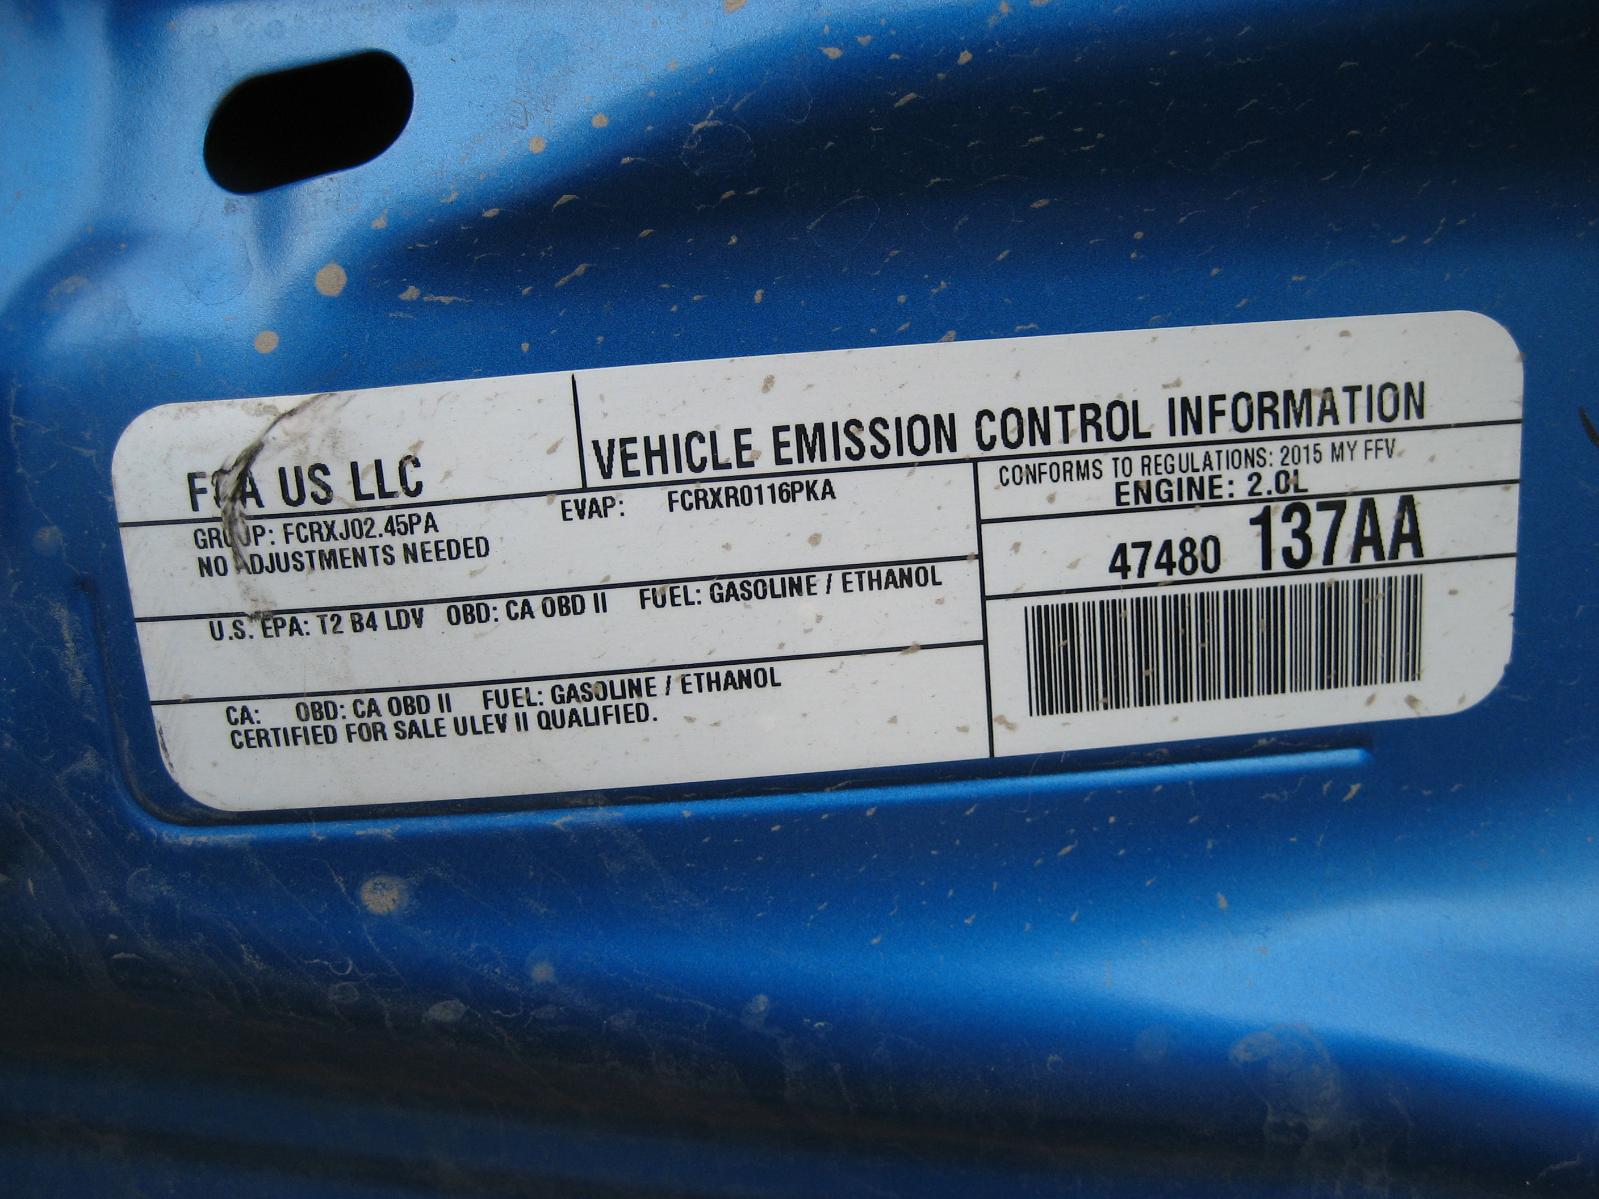 FCA US LLC
VEHICLE EMISSION CONTROL INFORMATION
GROUP: FCRXJ02.45PA
EVAP: FCRXR0116PKA
NO ADJUSTMENTS NEEDED
U.S. EPA: T2 B4 LDV OBD: CA OBD II FUEL: GASOLINE / ETHANOL
CA: OBD: CA OBD II FUEL: GASOLINE / ETHANOL
CERTIFIED FOR SALE ULEV II QUALIFIED.
CONFORMS TO REGULATIONS: 2015 MY FFV
ENGINE: 2.0L
47480 137AA